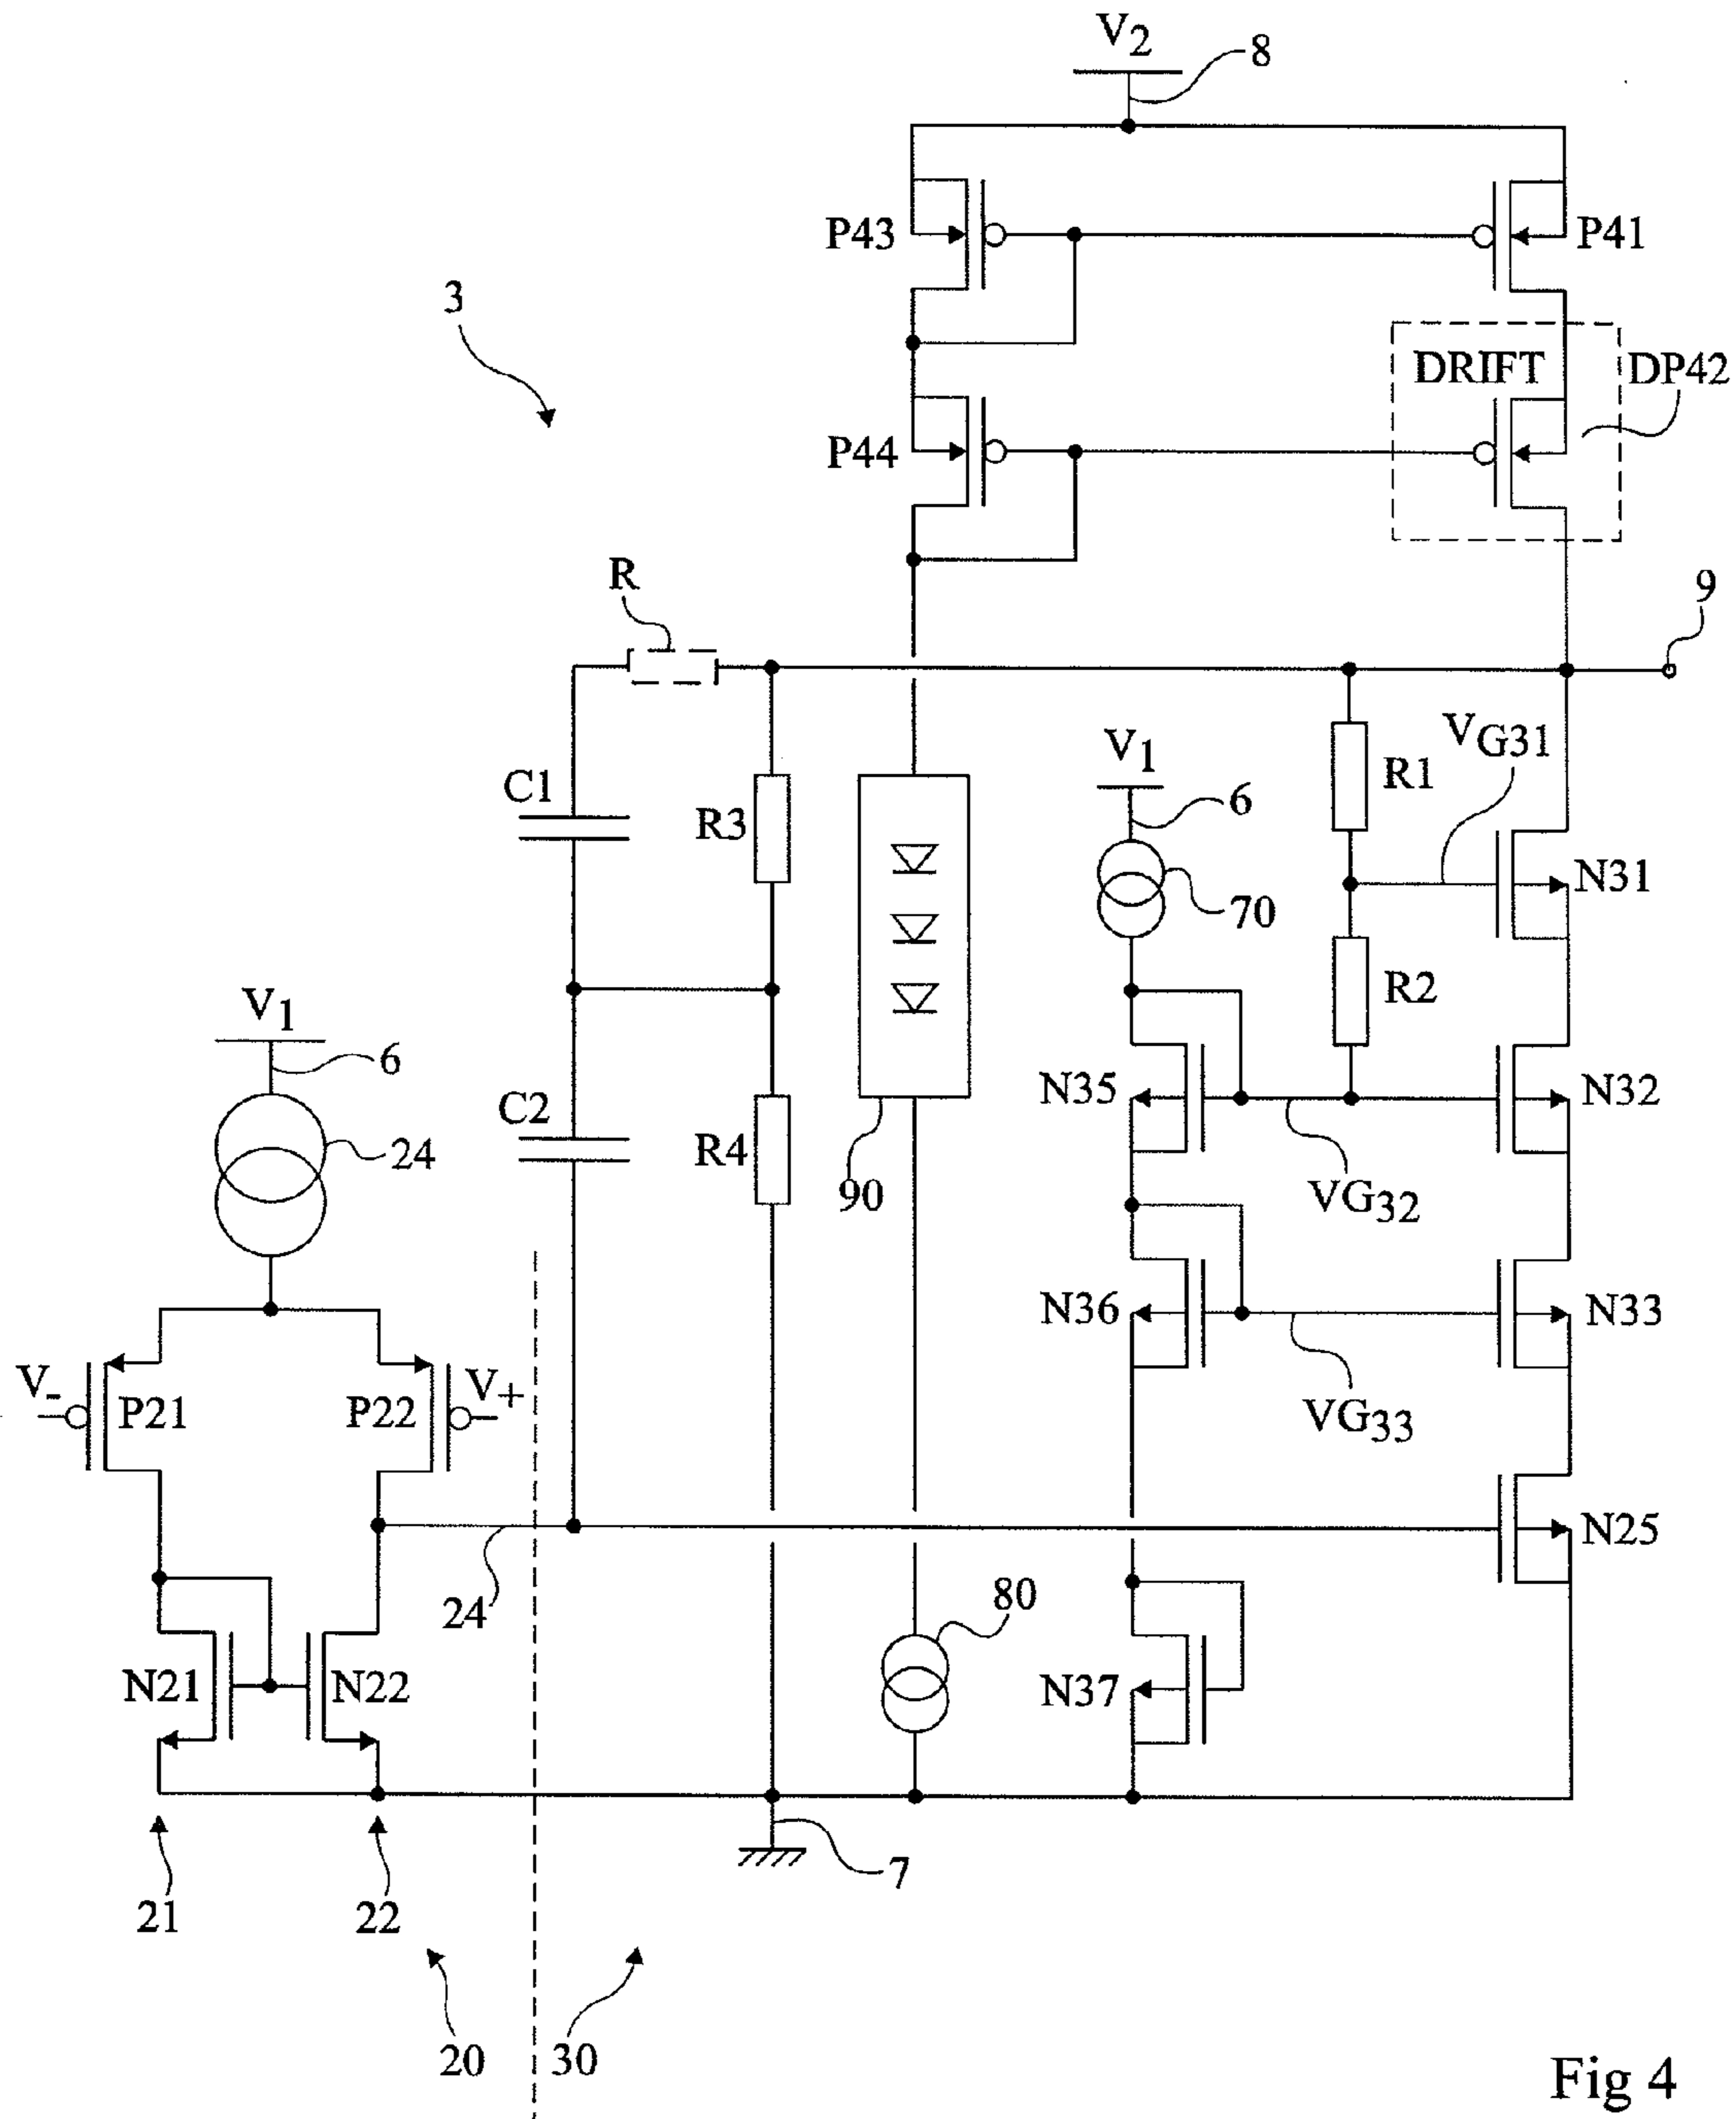 V2
8
P43
P41
3
DRIFT
DP42
P44
R
9
VG31
V1
C1
R3
6
R1
N31
70
V1
R2
6
C2
N35
N32
24
R4
90
VG32
N36
N33
V-
P21
P22
V+
VG33
N25
24
80
N21
N22
N37
7
21
22
20
30
Fig 4